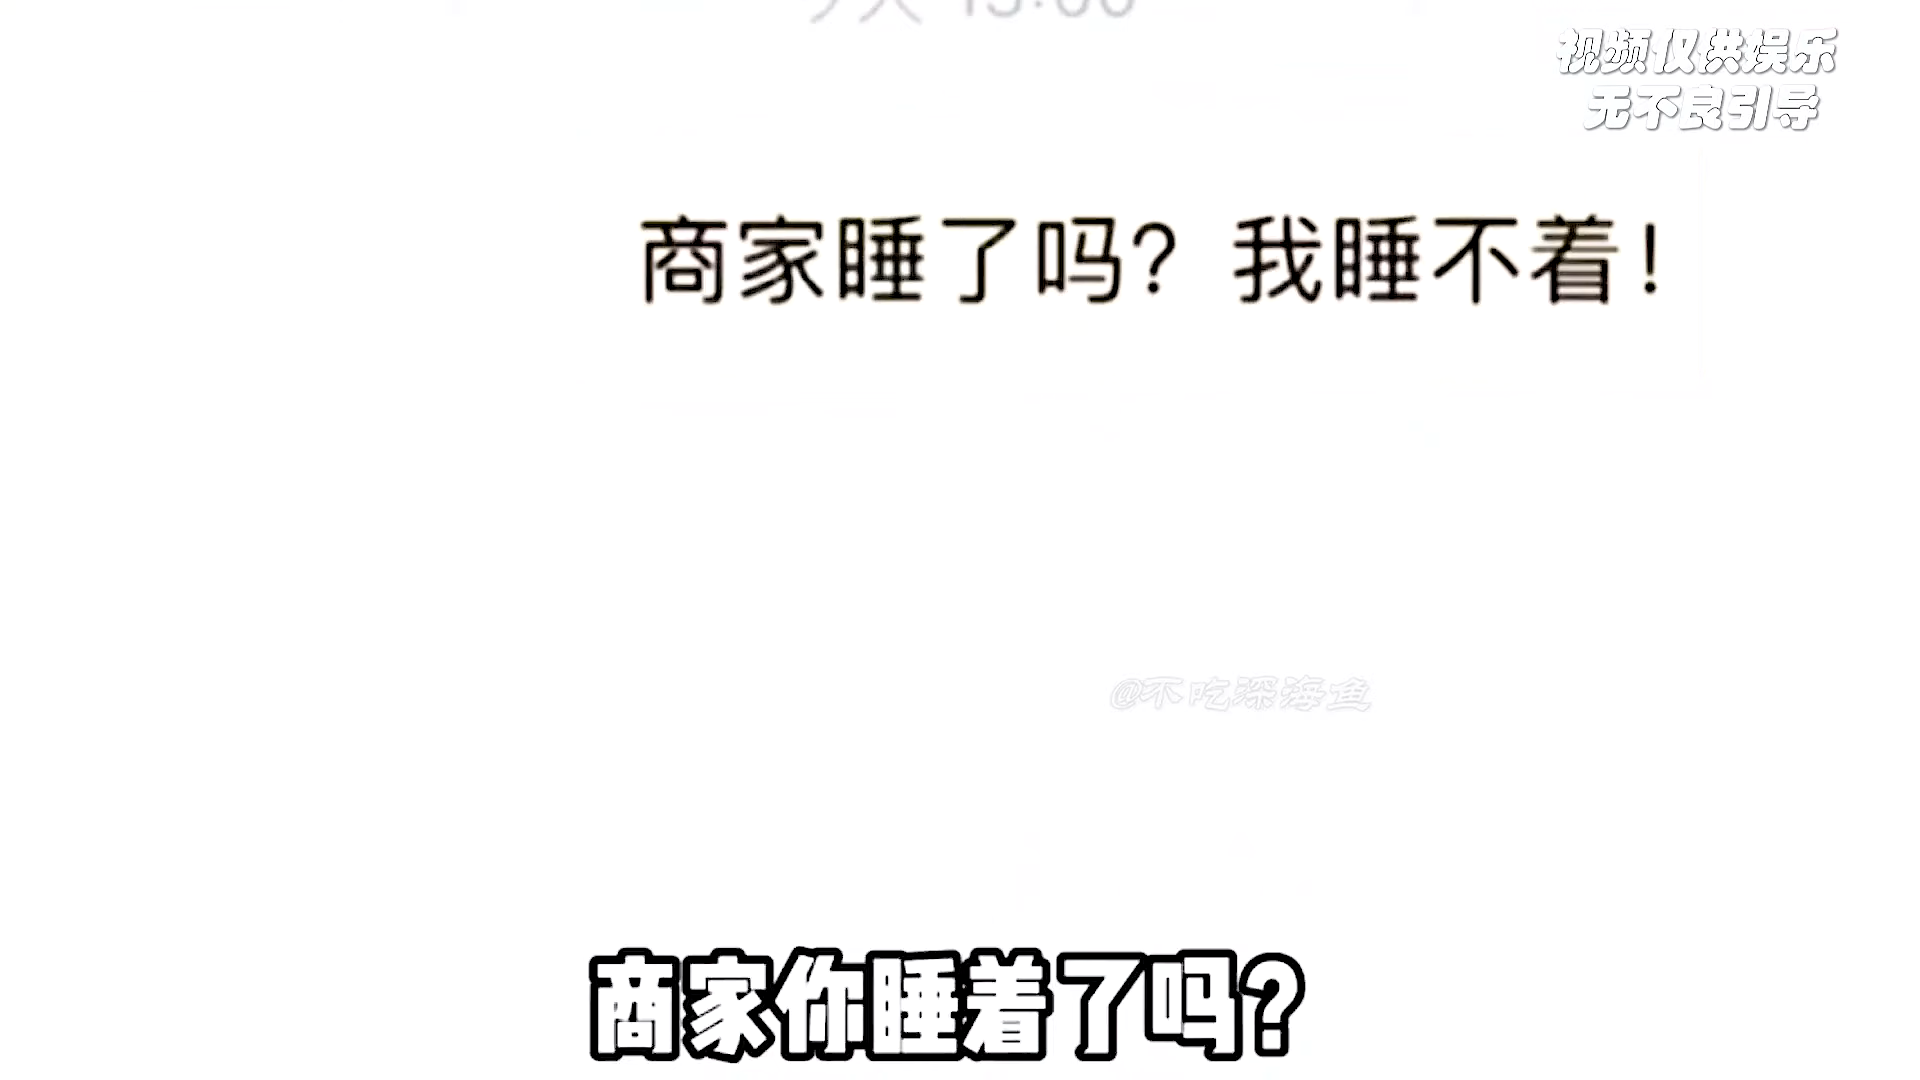 视频仅供娱乐
无不良引导
商家睡了吗？我睡不着！
@不吃深海鱼
商家你睡着了吗？